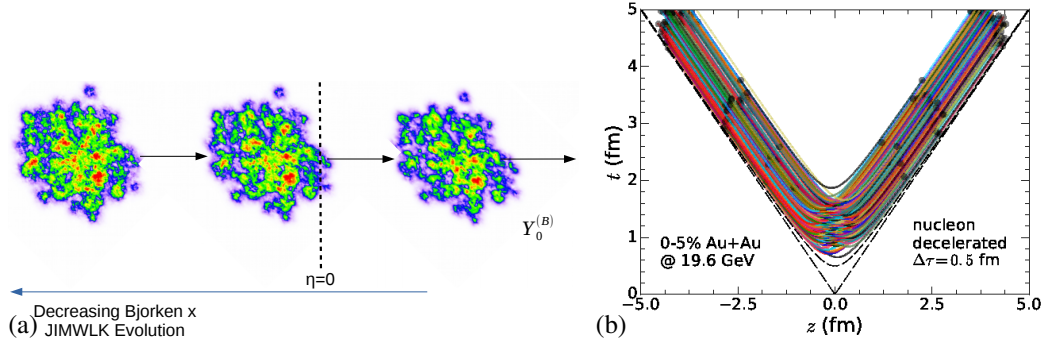 η=0
Y_0^{(B)}
Decreasing Bjorken x
JIMWLK Evolution
(a)
5
4
3
2
1
0
t (fm)
0-5% Au+Au
@ 19.6 GeV
nucleon
decelerated
Δτ=0.5 fm
−5.0 −2.5 0.0 2.5 5.0
z (fm)
(b)